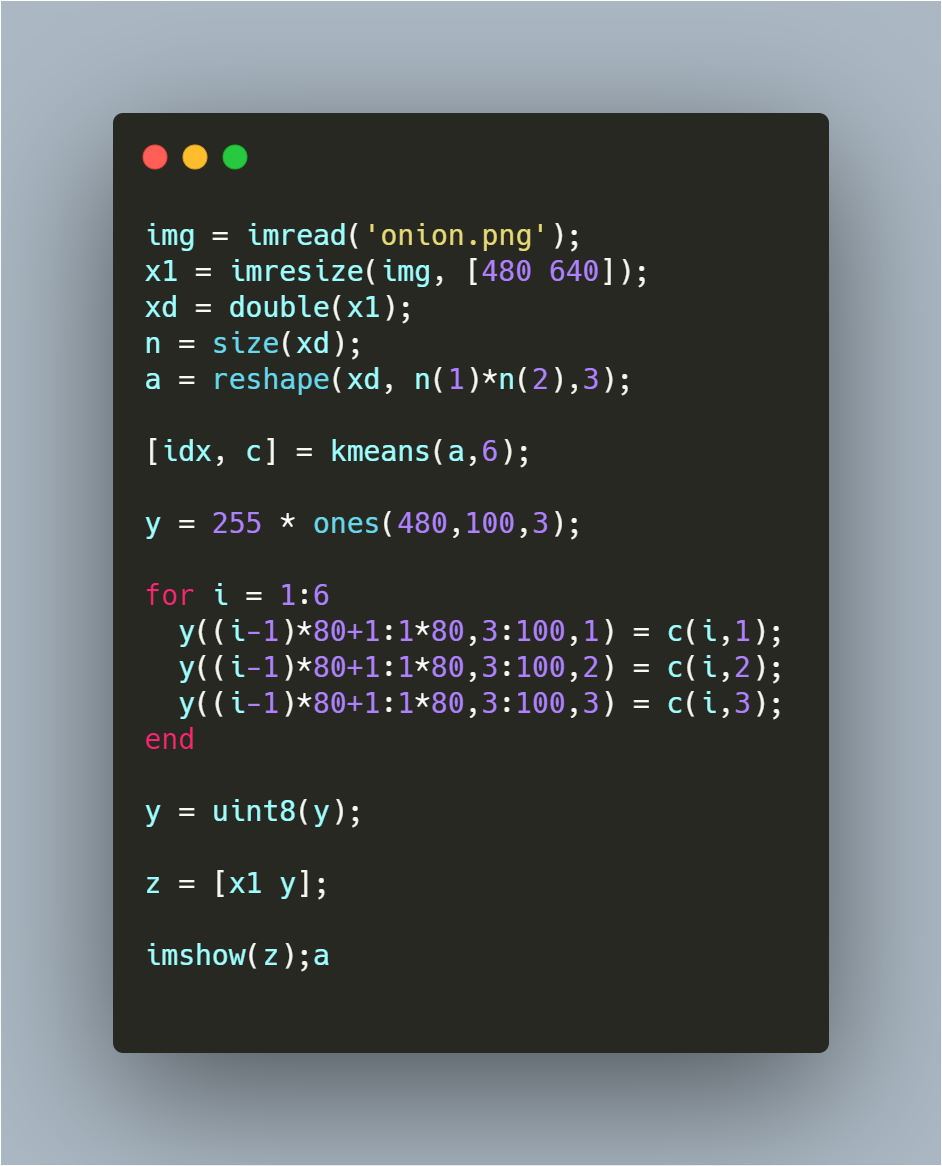 img = imread('onion.png');
x1 = imresize(img, [480 640]);
xd = double(x1);
n = size(xd);
a = reshape(xd, n(1)*n(2),3);
[idx, c] = kmeans(a,6);
y = 255 * ones(480,100,3);
for i = 1:6
y((i-1)*80+1:1*80,3:100,1) = c(i,1);
y((i-1)*80+1:1*80,3:100,2) = c(i,2);
y((i-1)*80+1:1*80,3:100,3) = c(i,3);
end
y = uint8(y);
z = [x1 y];
imshow(z);a